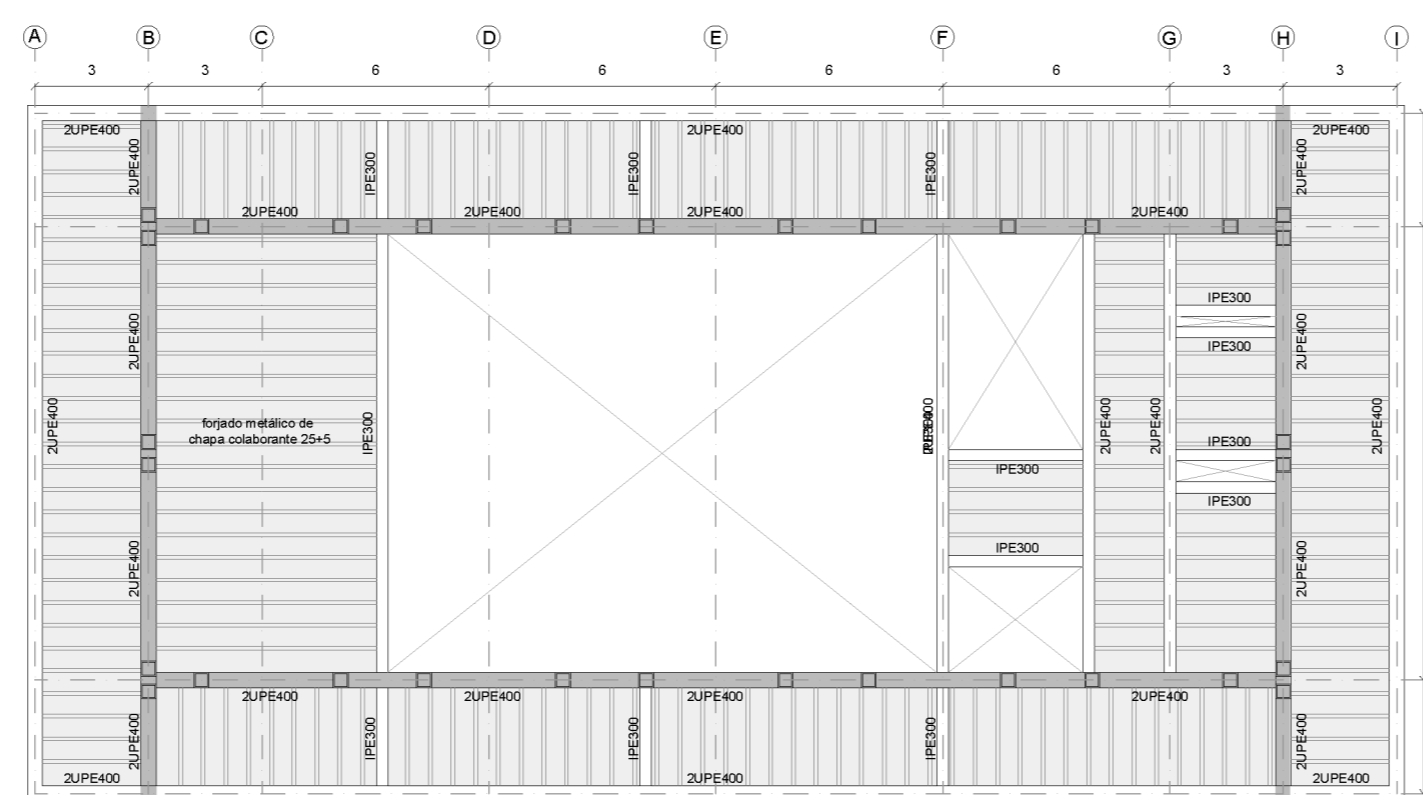 A B C D E F G H I
3 3 6 6 6 6 3 3
2UPE400 2UPE400 2UPE400
2UPE400 IPE300 IPE300 IPE300 2UPE400
2UPE400 2UPE400 2UPE400 2UPE400
IPE300
2UPE400 2UPE400
IPE300
forjado metálico de
chapa colaborante 25+5
2UPE400 IPE300 2UPE400 2UPE400 2UPE400
IPE300
IPE300
IPE300
IPE300
2UPE400 2UPE400
2UPE400 2UPE400 2UPE400 2UPE400
2UPE400 IPE300 IPE300 IPE300 2UPE400
2UPE400 2UPE400 2UPE400